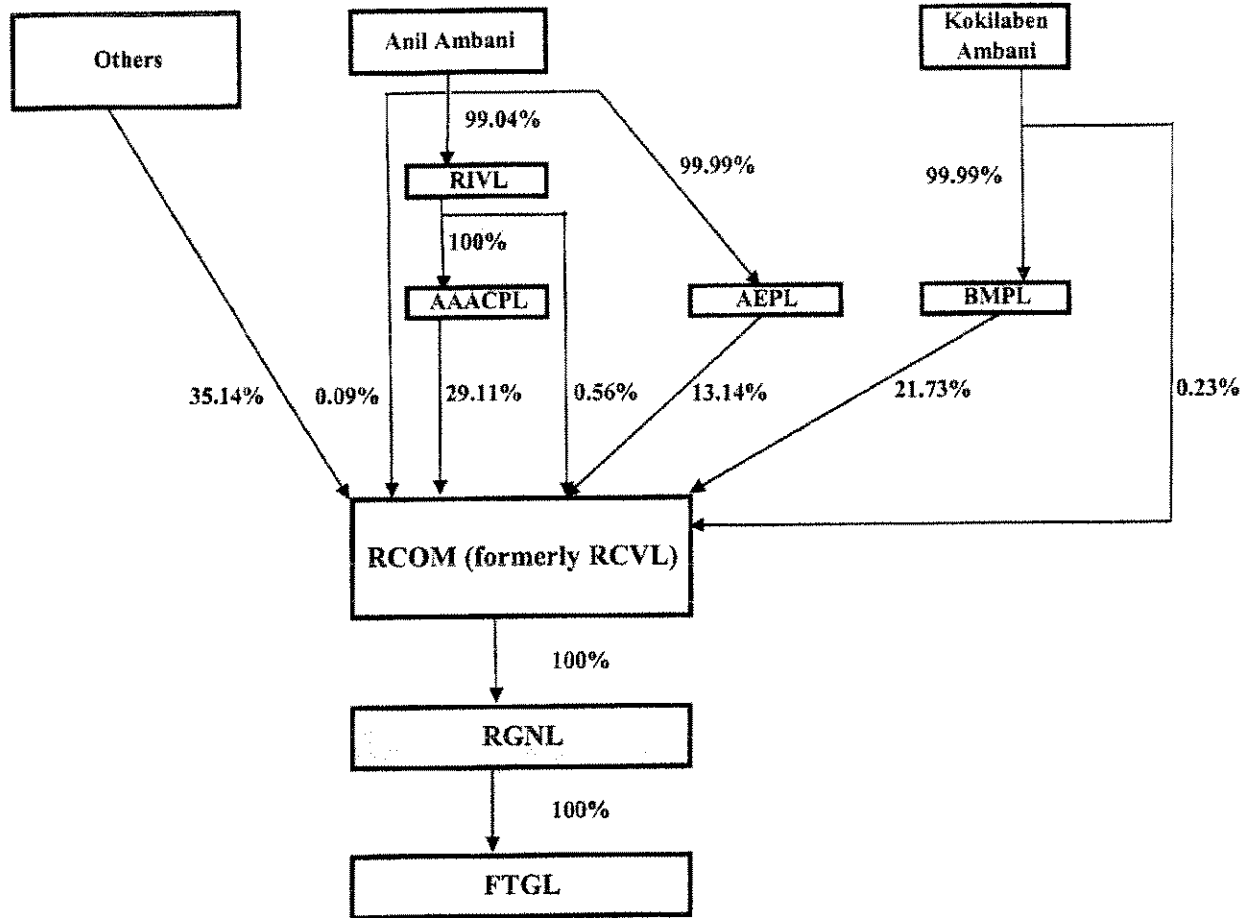 Others
Anil Ambani
Kokilaben
Ambani
99.04%
99.99%
99.99%
RIVL
100%
AAACPL
AEPL
BMPL
35.14%
0.09%
29.11%
0.56%
13.14%
21.73%
0.23%
RCOM (formerly RCVL)
100%
RGNL
100%
FTGL